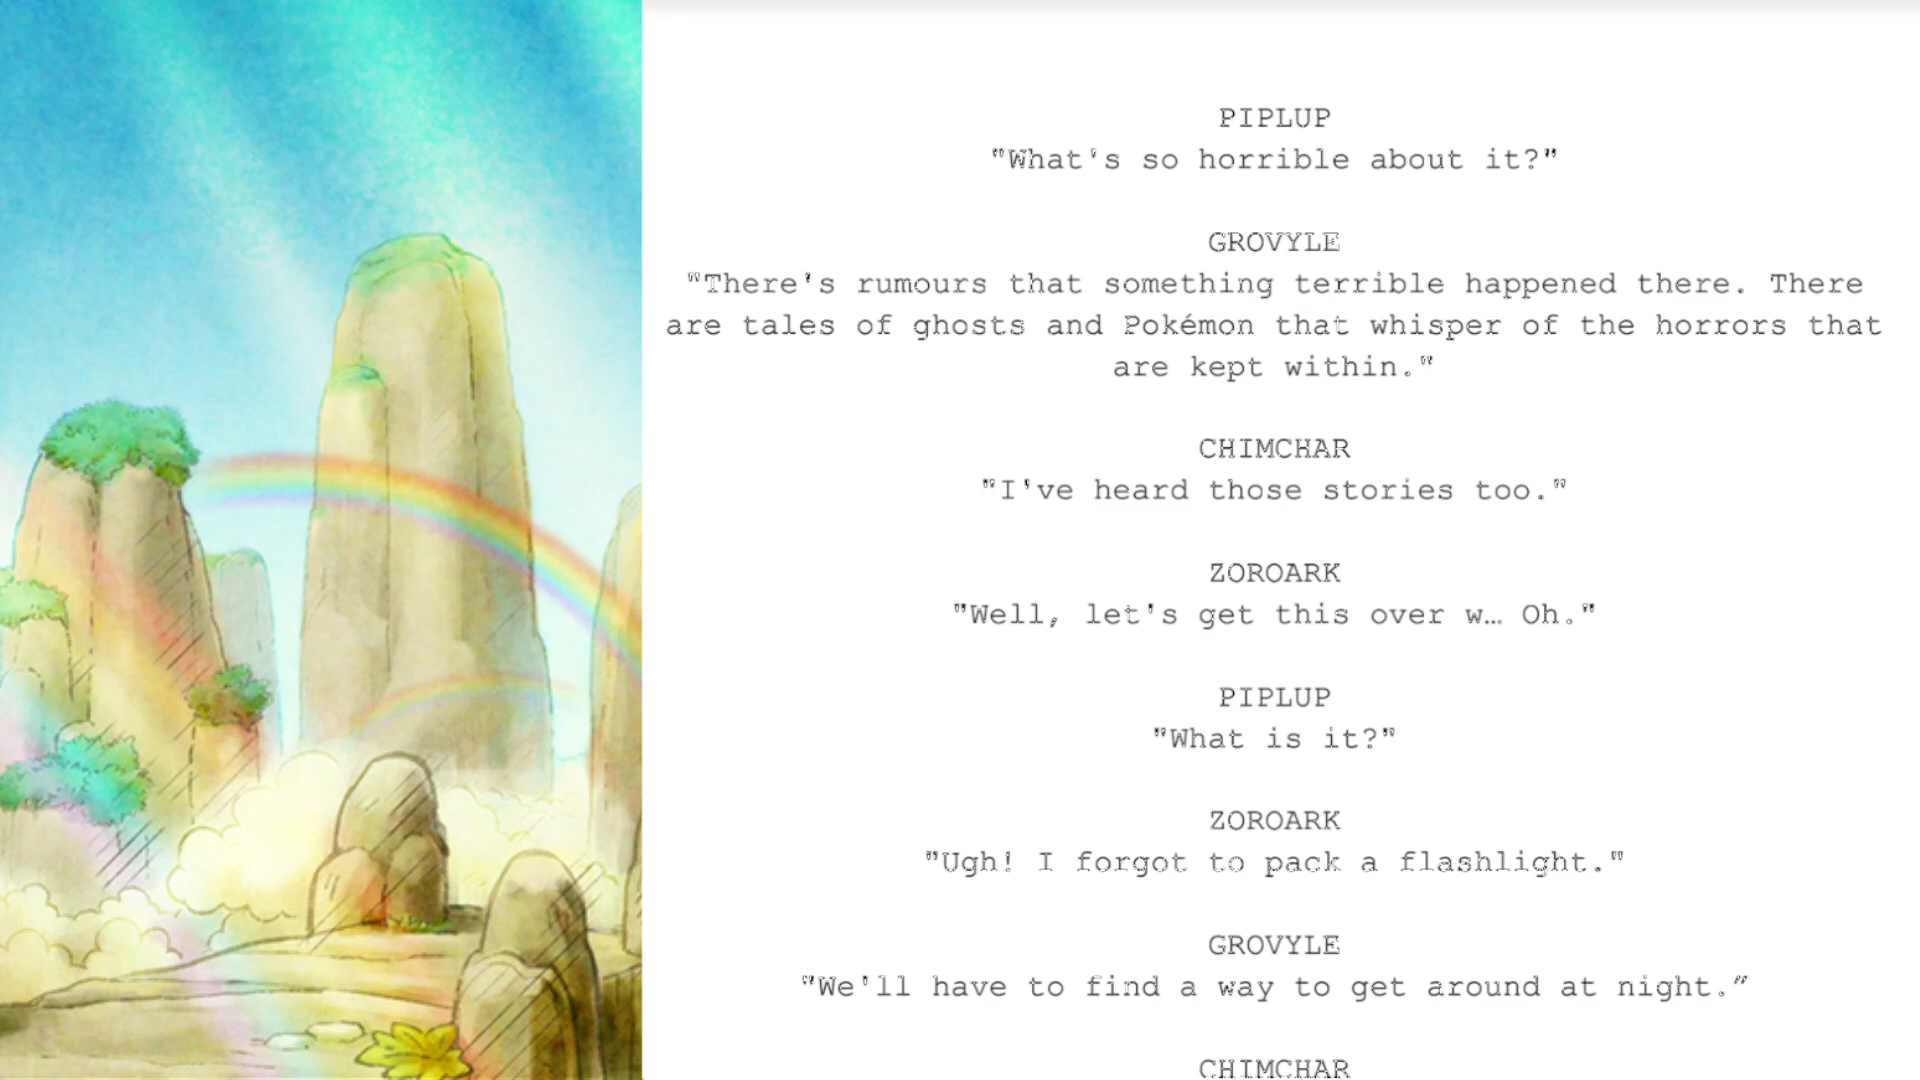 PIPLUP
"What's so horrible about it?"
GROVYLE
"There's rumours that something terrible happened there. There
are tales of ghosts and Pokémon that whisper of the horrors that
are kept within."
CHIMCHAR
"I've heard those stories too."
ZOROARK
"Well, let's get this over w… Oh."
PIPLUP
"What is it?"
ZOROARK
"Ugh! I forgot to pack a flashlight."
GROVYLE
"We'll have to find a way to get around at night.”
CHIMCHAR